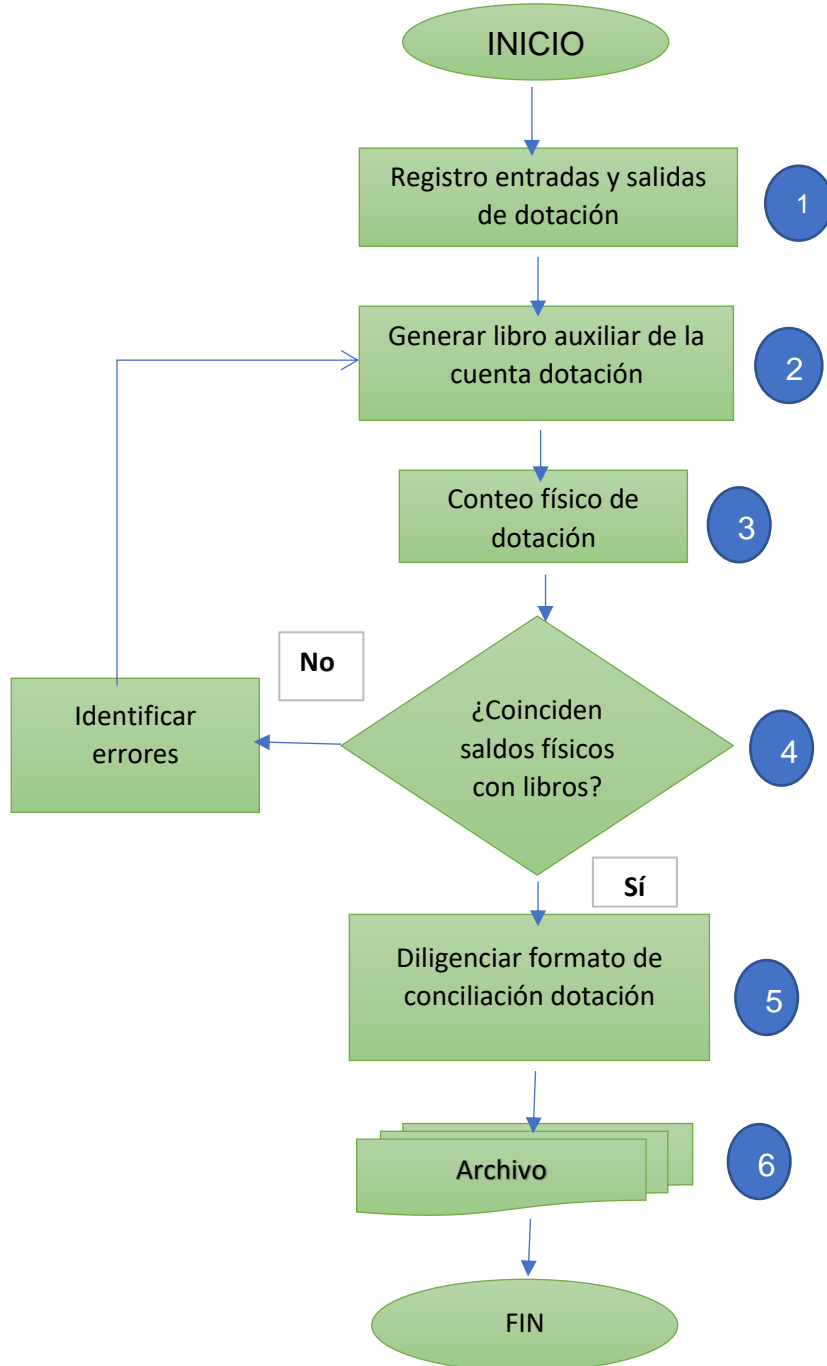 INICIO
Registro entradas y salidas
de dotación
1
Generar libro auxiliar de la
cuenta dotación
2
Conteo físico de
dotación
3
No
Identificar
errores
¿Coinciden
saldos físicos
con libros?
4
Sí
Diligenciar formato de
conciliación dotación
5
Archivo
6
FIN